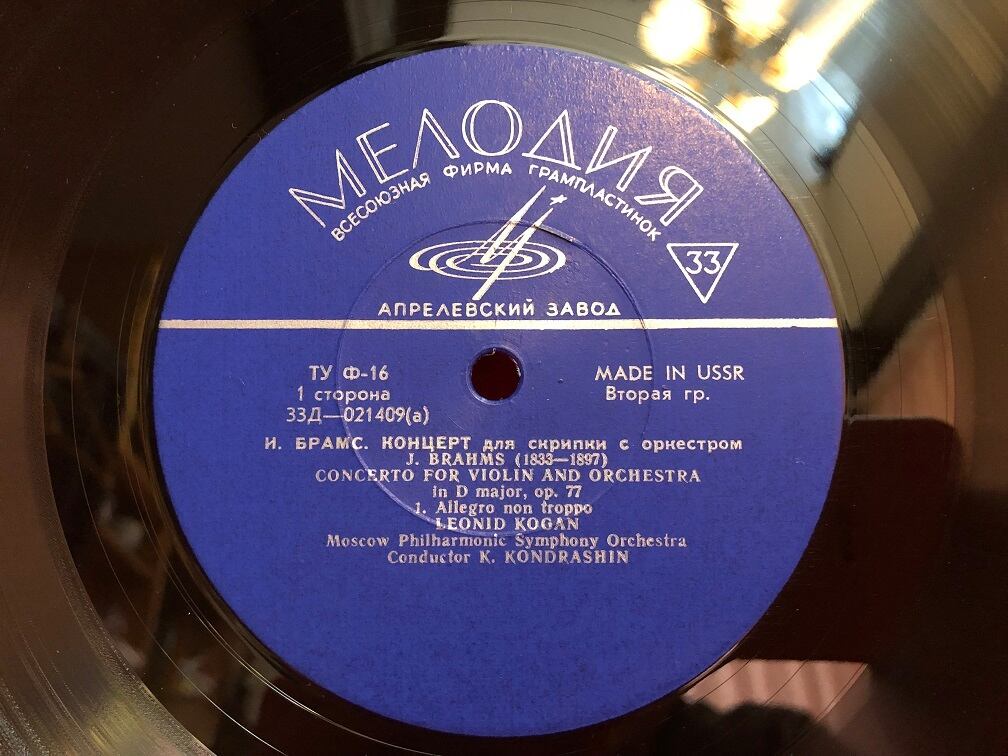 МЕЛОДИЯ
ВСЕСОЮЗНАЯ ФИРМА ГРАМПЛАСТИНОК
33
АПРЕЛЕВСКИЙ ЗАВОД
ТУ Ф-16
1 сторона
33Д—021409(а)
MADE IN USSR
Вторая гр.
И. БРАМС. КОНЦЕРТ для скрипки с оркестром
J. BRAHMS (1833—1897)
CONCERTO FOR VIOLIN AND ORCHESTRA
in D major, op. 77
1. Allegro non troppo
LEONID KOGAN
Moscow Philharmonic Symphony Orchestra
Conductor K. KONDRASHIN